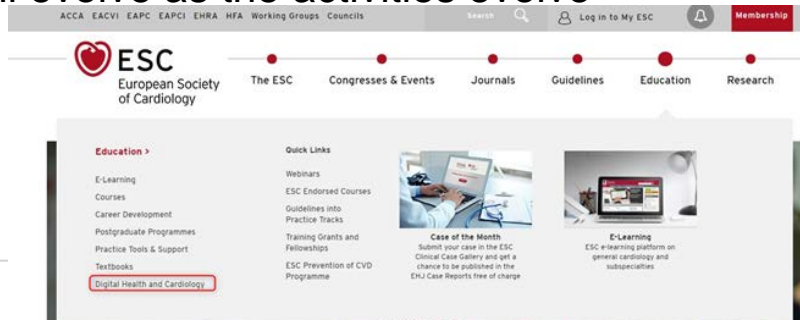 ACCA EACVI EAPC EAPCI EHRA HFA Working Groups Councils
Search
Log in to My ESC
Membership
ESC
European Society
of Cardiology
The ESC
Congresses & Events
Journals
Guidelines
Education
Research
Education >
E-Learning
Courses
Career Development
Postgraduate Programmes
Practice Tools & Support
Textbooks
Digital Health and Cardiology
Quick Links
Webinars
ESC Endorsed Courses
Guidelines into
Practice Tracks
Training Grants and
Fellowships
ESC Prevention of CVD
Programme
Case of the Month
Submit your case in the ESC
Clinical Case Gallery and get a
chance to be published in the
EHJ Case Reports free of charge
E-Learning
ESC e-learning platform on
general cardiology and
subspecialties